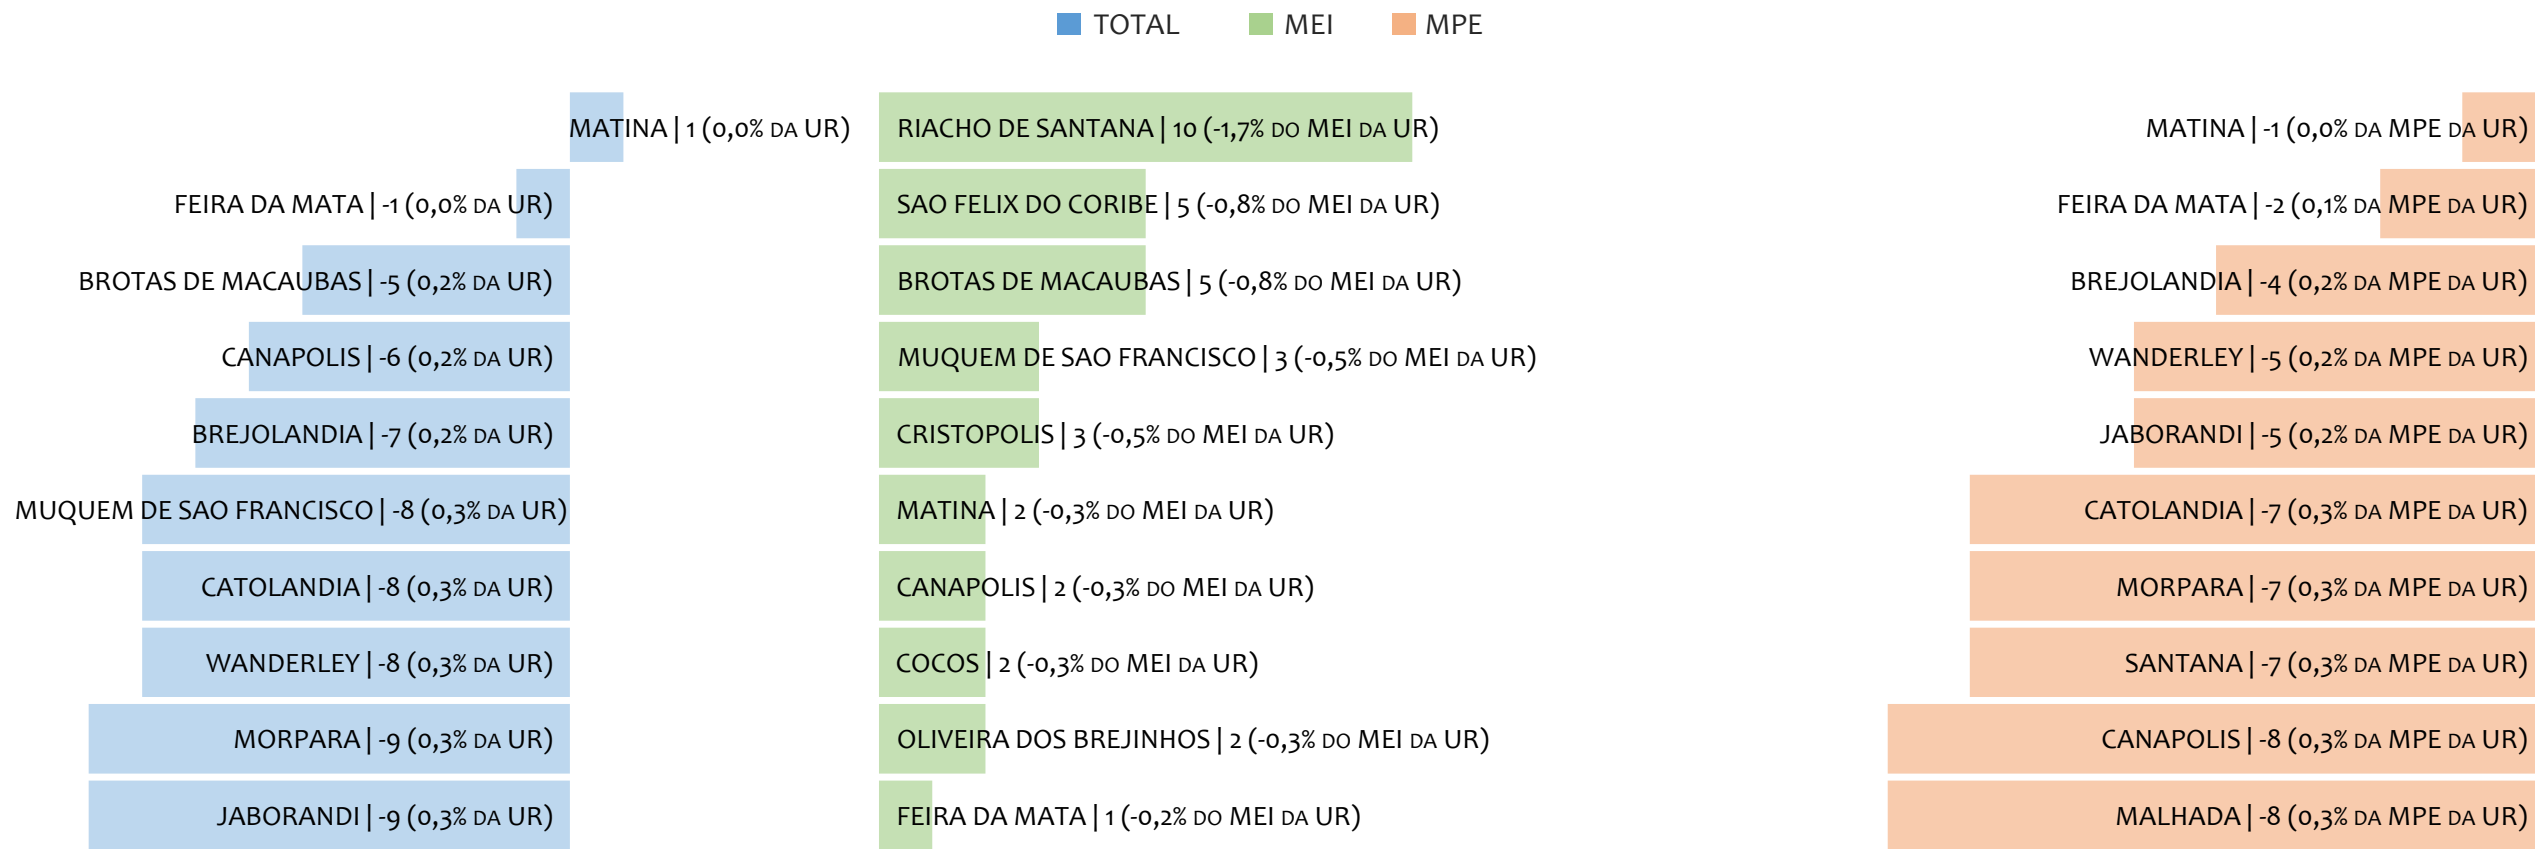 TOTAL MEI MPE
MATINA | 1 (0,0% DA UR)
FEIRA DA MATA | -1 (0,0% DA UR)
BROTAS DE MACAUBAS | -5 (0,2% DA UR)
CANAPOLIS | -6 (0,2% DA UR)
BREJOLANDIA | -7 (0,2% DA UR)
MUQUEM DE SAO FRANCISCO | -8 (0,3% DA UR)
CATOLANDIA | -8 (0,3% DA UR)
WANDERLEY | -8 (0,3% DA UR)
MORPARA | -9 (0,3% DA UR)
JABORANDI | -9 (0,3% DA UR)
RIACHO DE SANTANA | 10 (-1,7% DO MEI DA UR)
SAO FELIX DO CORIBE | 5 (-0,8% DO MEI DA UR)
BROTAS DE MACAUBAS | 5 (-0,8% DO MEI DA UR)
MUQUEM DE SAO FRANCISCO | 3 (-0,5% DO MEI DA UR)
CRISTOPOLIS | 3 (-0,5% DO MEI DA UR)
MATINA | 2 (-0,3% DO MEI DA UR)
CANAPOLIS | 2 (-0,3% DO MEI DA UR)
COCOS | 2 (-0,3% DO MEI DA UR)
OLIVEIRA DOS BREJINHOS | 2 (-0,3% DO MEI DA UR)
FEIRA DA MATA | 1 (-0,2% DO MEI DA UR)
MATINA | -1 (0,0% DA MPE DA UR)
FEIRA DA MATA | -2 (0,1% DA MPE DA UR)
BREJOLANDIA | -4 (0,2% DA MPE DA UR)
WANDERLEY | -5 (0,2% DA MPE DA UR)
JABORANDI | -5 (0,2% DA MPE DA UR)
CATOLANDIA | -7 (0,3% DA MPE DA UR)
MORPARA | -7 (0,3% DA MPE DA UR)
SANTANA | -7 (0,3% DA MPE DA UR)
CANAPOLIS | -8 (0,3% DA MPE DA UR)
MALHADA | -8 (0,3% DA MPE DA UR)